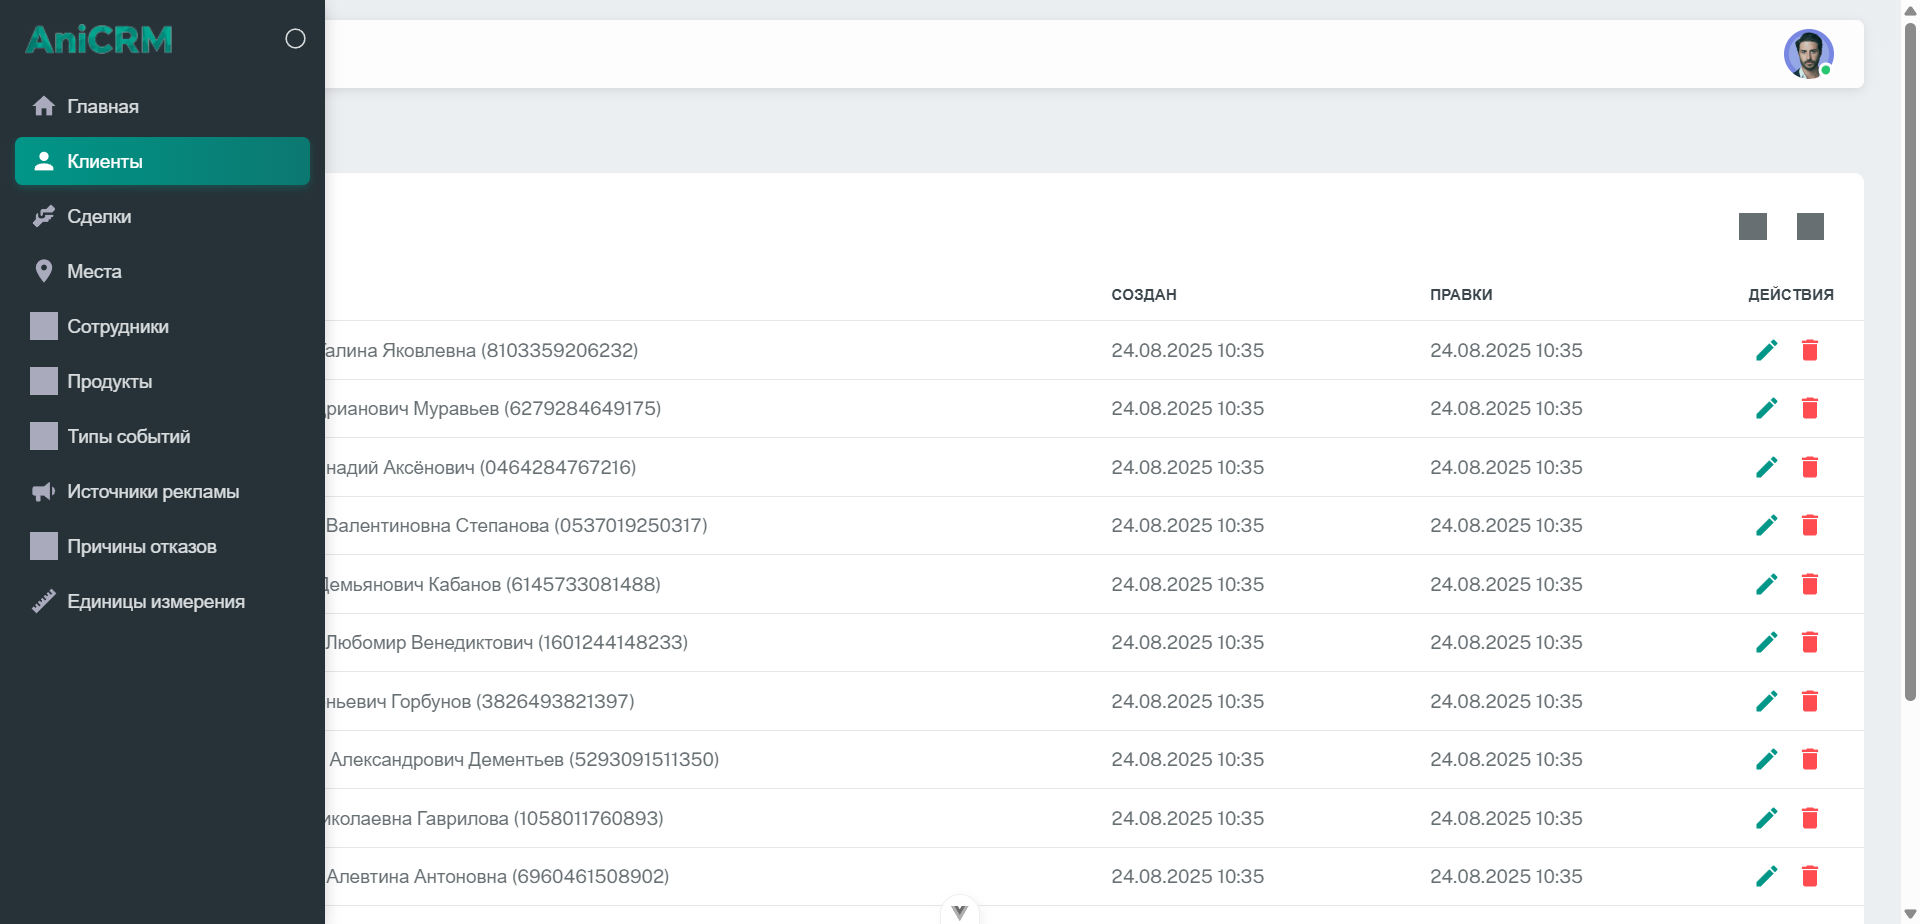 AniCRM
Главная
Клиенты
Сделки
Места
Сотрудники
Продукты
Типы событий
Источники рекламы
Причины отказов
Единицы измерения
СОЗДАН ПРАВКИ ДЕЙСТВИЯ
Яковлевна (8103359206232) 24.08.2025 10:35 24.08.2025 10:35
Муравьев (6279284649175) 24.08.2025 10:35 24.08.2025 10:35
Аксёнович (0464284767216) 24.08.2025 10:35 24.08.2025 10:35
Валентиновна Степанова (0537019250317) 24.08.2025 10:35 24.08.2025 10:35
Демьянович Кабанов (6145733081488) 24.08.2025 10:35 24.08.2025 10:35
Любомир Венедиктович (1601244148233) 24.08.2025 10:35 24.08.2025 10:35
Горбунов (3826493821397) 24.08.2025 10:35 24.08.2025 10:35
Александрович Дементьев (5293091511350) 24.08.2025 10:35 24.08.2025 10:35
Гаврилова (1058011760893) 24.08.2025 10:35 24.08.2025 10:35
Алевтина Антоновна (6960461508902) 24.08.2025 10:35 24.08.2025 10:35